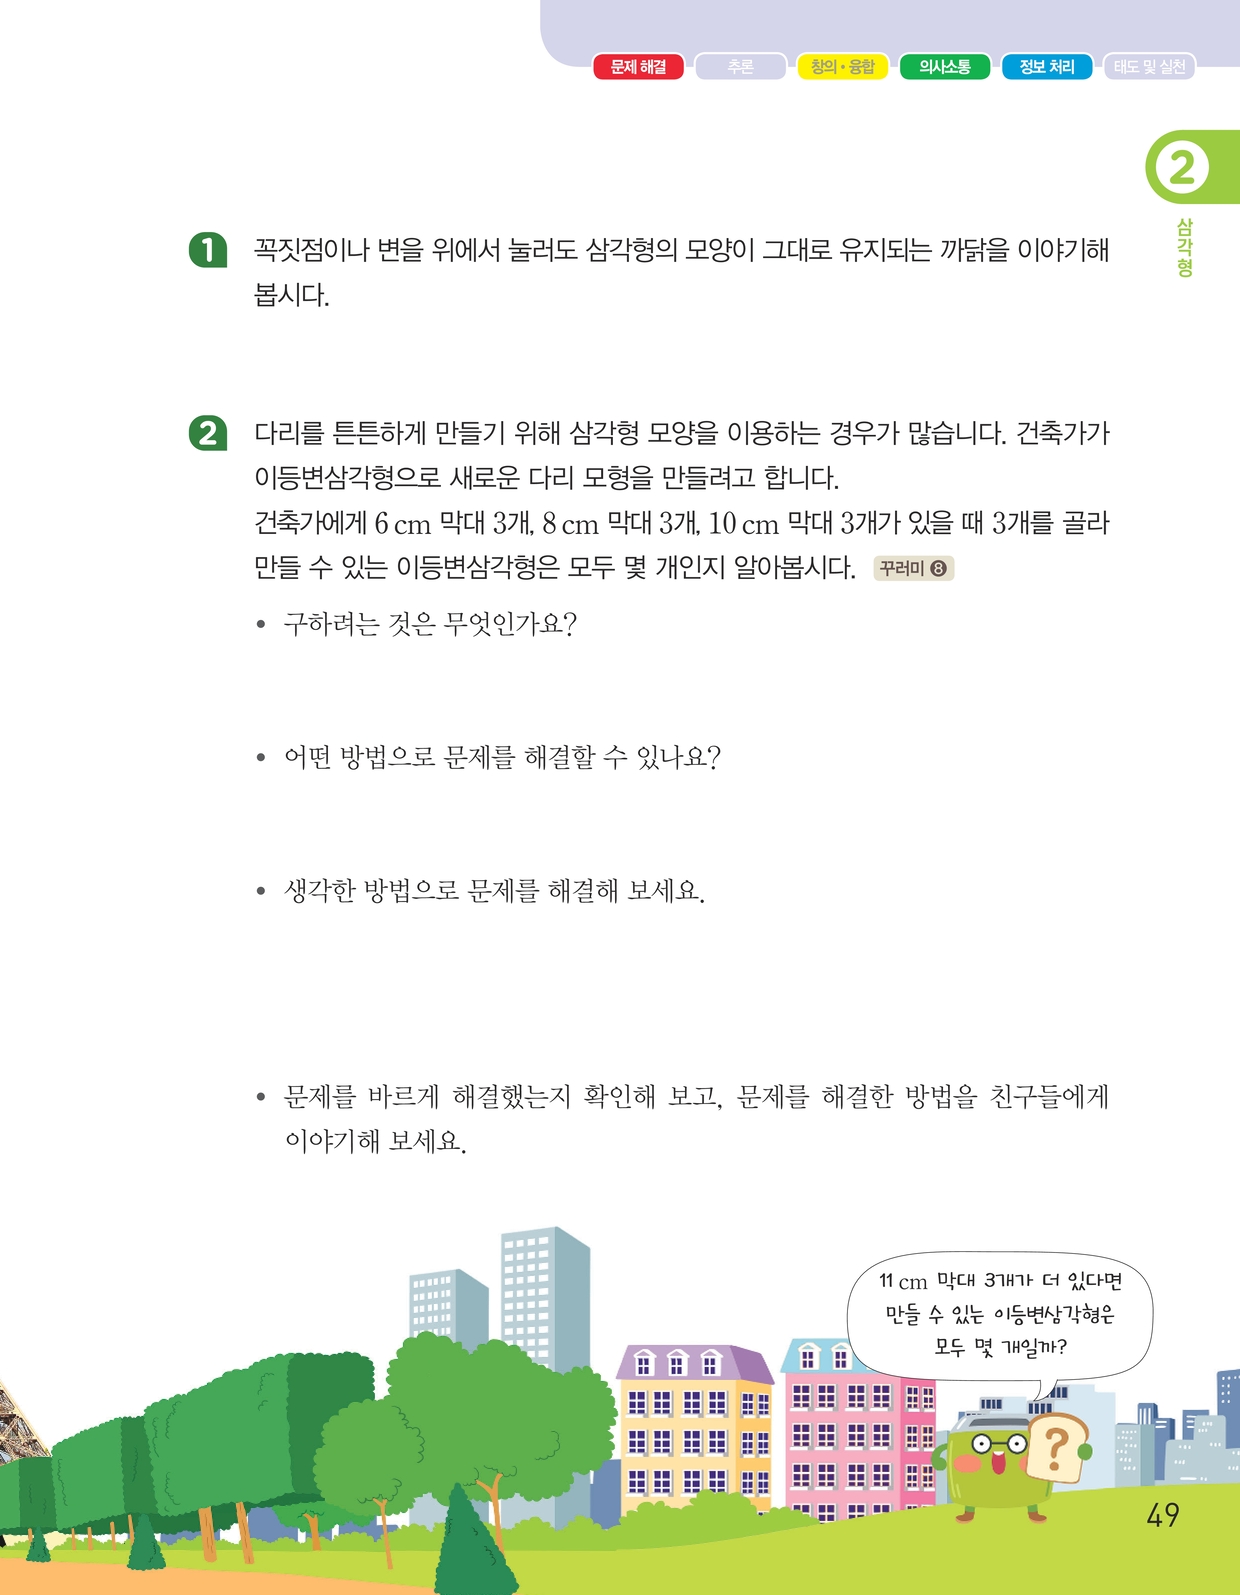 문제 해결 추론 창의·융합 의사소통 정보 처리 태도 및 실천
2
삼각형
1 꼭짓점이나 변을 위에서 눌러도 삼각형의 모양이 그대로 유지되는 까닭을 이야기해
봅시다.
2 다리를 튼튼하게 만들기 위해 삼각형 모양을 이용하는 경우가 많습니다. 건축가가
이등변삼각형으로 새로운 다리 모형을 만들려고 합니다.
건축가에게 6 cm 막대 3개, 8 cm 막대 3개, 10 cm 막대 3개가 있을 때 3개를 골라
만들 수 있는 이등변삼각형은 모두 몇 개인지 알아봅시다. 꾸러미 8
• 구하려는 것은 무엇인가요?
• 어떤 방법으로 문제를 해결할 수 있나요?
• 생각한 방법으로 문제를 해결해 보세요.
• 문제를 바르게 해결했는지 확인해 보고, 문제를 해결한 방법을 친구들에게
이야기해 보세요.
11 cm 막대 3개가 더 있다면
만들 수 있는 이등변삼각형은
모두 몇 개일까?
?
49